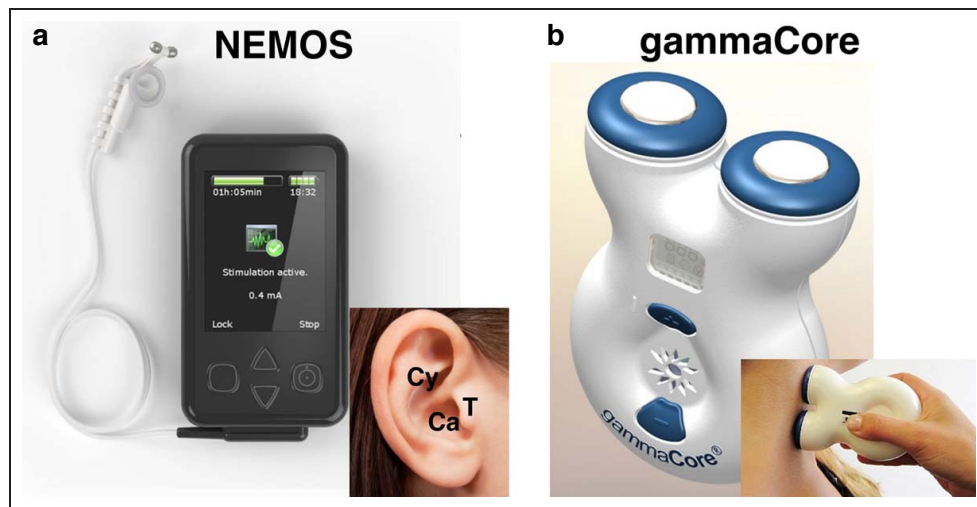 a
NEMOS
01h:05min
18:32
Stimulation active.
0.4 mA
Lock
Stop
Cy
Ca
T
b
gammaCore
gammaCore®